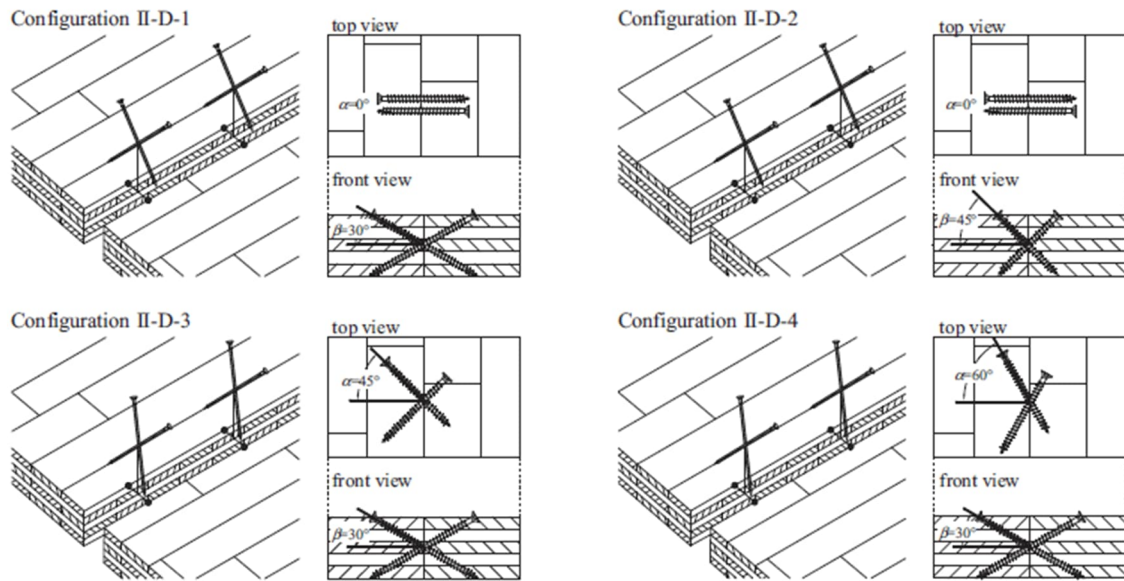 Configuration II-D-1
top view
α=0°
front view
β=30°
Configuration II-D-2
top view
α=0°
front view
β=45°
Configuration II-D-3
top view
α=45°
front view
β=30°
Configuration II-D-4
top view
α=60°
front view
β=30°